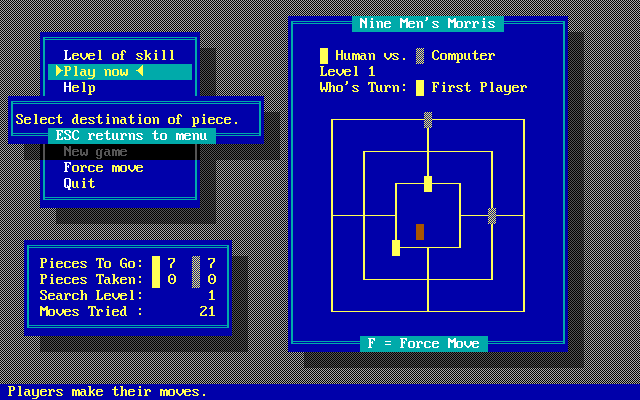 Nine Men's Morris
Level of skill
Play now
Help
Select destination of piece.
ESC returns to menu
New game
Force move
Quit
Human vs. Computer
Level 1
Who's Turn: First Player
Pieces To Go: 7 7
Pieces Taken: 0 0
Search Level: 1
Moves Tried : 21
F = Force Move
Players make their moves.